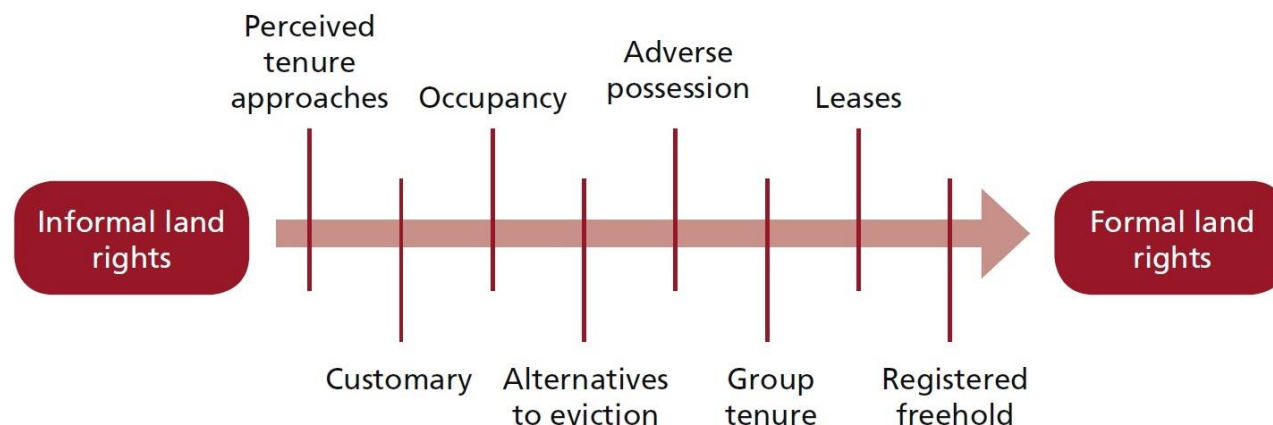 Perceived
tenure
approaches
Occupancy
Adverse
possession
Leases
Informal land
rights
Formal land
rights
Customary
Alternatives
to eviction
Group
tenure
Registered
freehold